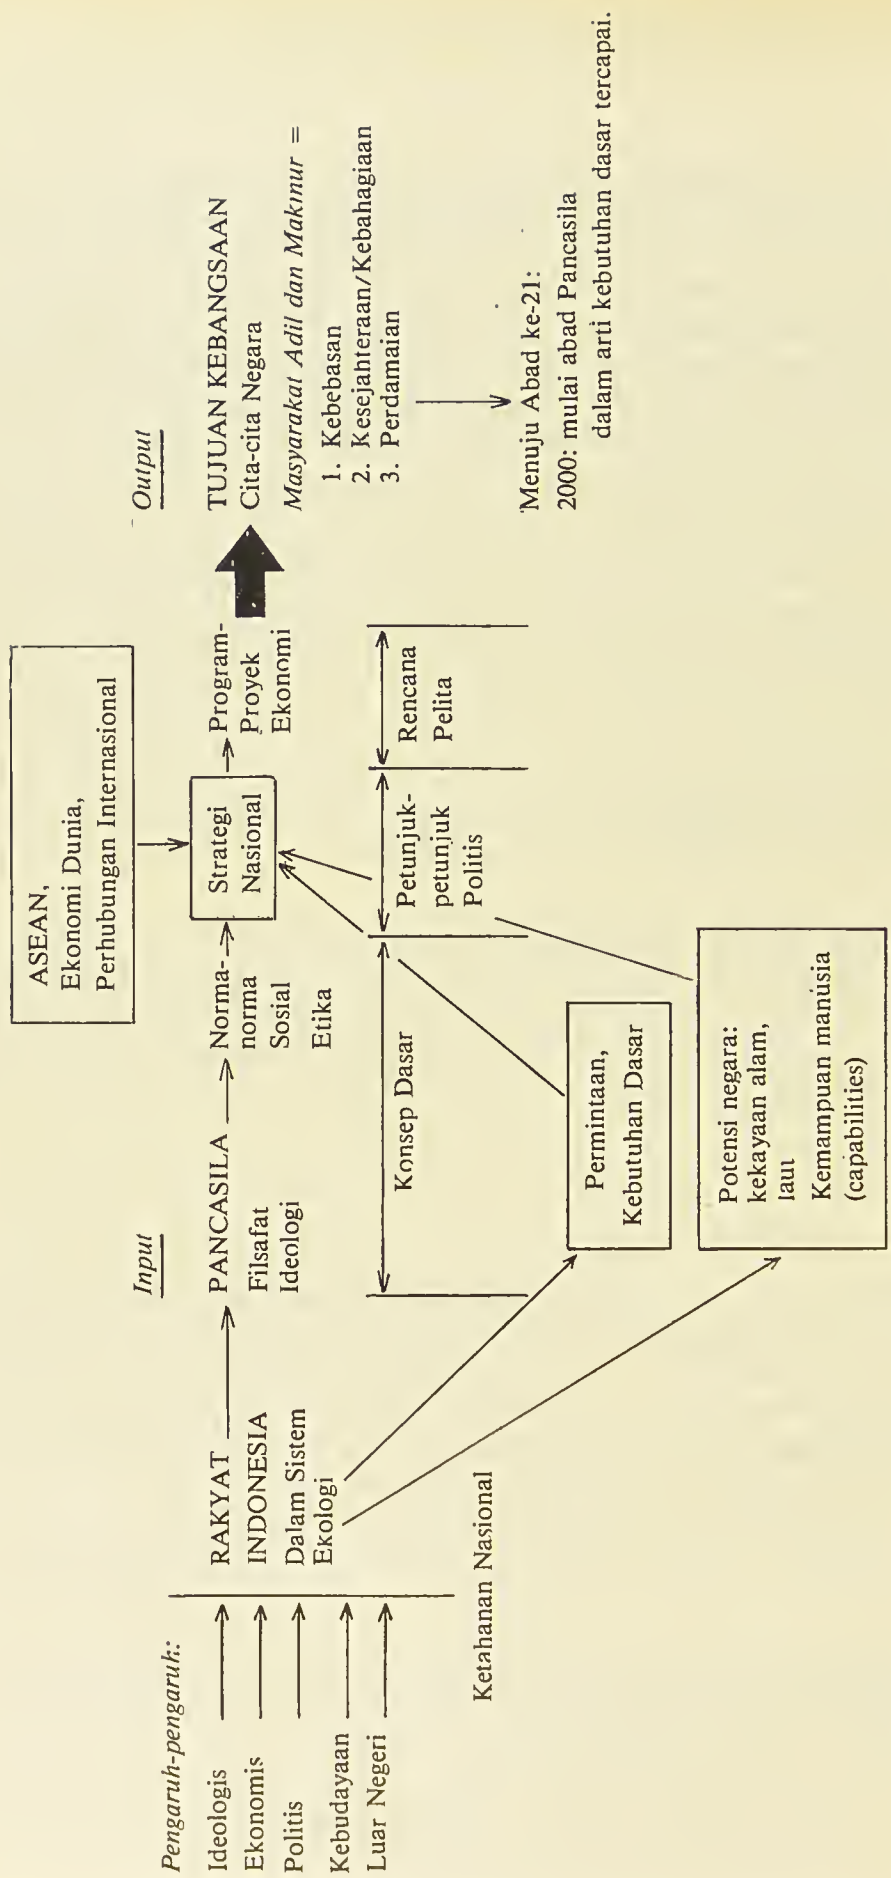 Pengaruh-pengaruh:
Ideologis
Ekonomis
Politis
Kebudayaan
Luar Negeri
RAKYAT
INDONESIA
Dalam Sistem
Ekologi
Ketahanan Nasional
Input
PANCASILA
Filsafat
Ideologi
Norma-
norma
Sosial
Etika
ASEAN,
Ekonomi Dunia,
Perhubungan Internasional
Strategi
Nasional
Program-
Proyek
Ekonomi
Konsep Dasar
Petunjuk-
petunjuk
Politis
Rencana
Pelita
Permintaan,
Kebutuhan Dasar
Potensi negara:
kekayaan alam,
laut
Kemampuan manusia
(capabilities)
Output
TUJUAN KEBANGSAAN
Cita-cita Negara
Masyarakat Adil dan Makmur =
1. Kebebasan
2. Kesejahteraan/Kebahagiaan
3. Perdamaian
Menuju Abad ke-21:
2000: mulai abad Pancasila
dalam arti kebutuhan dasar tercapai.